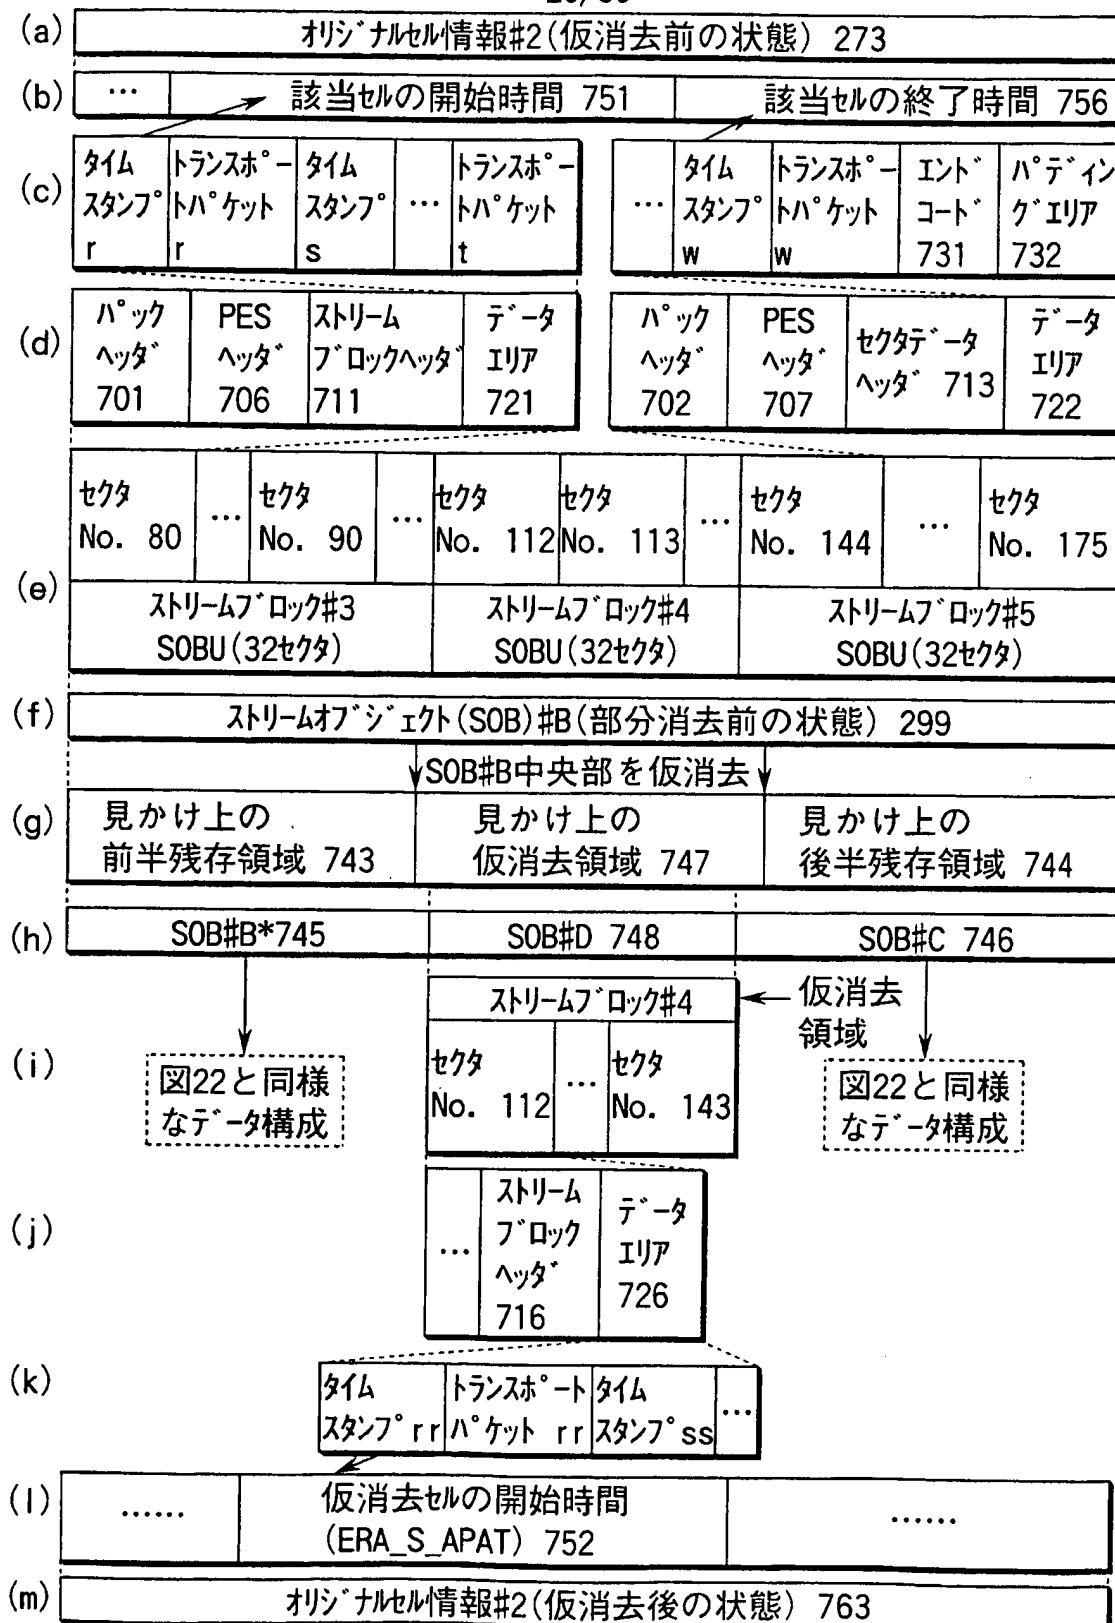 (a) オリジナルセル情報#2(仮消去前の状態) 273
(b) … 該当セルの開始時間 751 該当セルの終了時間 756
(c)
タイム
スタンプ
r
トランスポー
トパケット
r
タイム
スタンプ
s
…
トランスポー
トパケット
t
…
タイム
スタンプ
w
トランスポー
トパケット
w
エンド
コード
731
パディン
グエリア
732
(d)
パック
ヘッダ
701
PES
ヘッダ
706
ストリーム
ブロックヘッダ
711
データ
エリア
721
パック
ヘッダ
702
PES
ヘッダ
707
セクタデータ
ヘッダ 713
データ
エリア
722
(e)
セクタ
No. 80
…
セクタ
No. 90
…
セクタ
No. 112
セクタ
No. 113
…
セクタ
No. 144
…
セクタ
No. 175
ストリームブロック#3
SOBU(32セクタ)
ストリームブロック#4
SOBU(32セクタ)
ストリームブロック#5
SOBU(32セクタ)
(f) ストリームオブジェクト(SOB)#B(部分消去前の状態) 299
SOB#B中央部を仮消去
(g)
見かけ上の
前半残存領域 743
見かけ上の
仮消去領域 747
見かけ上の
後半残存領域 744
(h) SOB#B*745 SOB#D 748 SOB#C 746
(i)
ストリームブロック#4
仮消去
領域
セクタ
No. 112
…
セクタ
No. 143
図22と同様
なデータ構成
図22と同様
なデータ構成
(j)
…
ストリーム
ブロック
ヘッダ
716
データ
エリア
726
(k)
タイム
スタンプrr
トランスポート
パケット rr
タイム
スタンプss
…
(l)
……
仮消去セルの開始時間
(ERA_S_APAT) 752
……
(m) オリジナルセル情報#2(仮消去後の状態) 763